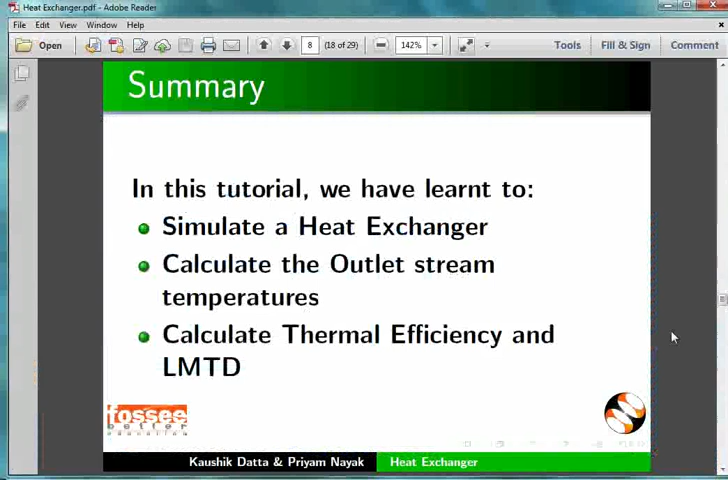 Heat Exchanger.pdf - Adobe Reader
File Edit View Window Help
Open 8 (18 of 29) 142% Tools Fill & Sign Comment
Summary
In this tutorial, we have learnt to:
Simulate a Heat Exchanger
Calculate the Outlet stream
temperatures
Calculate Thermal Efficiency and
LMTD
fossee
better
education
Kaushik Datta & Priyam Nayak Heat Exchanger